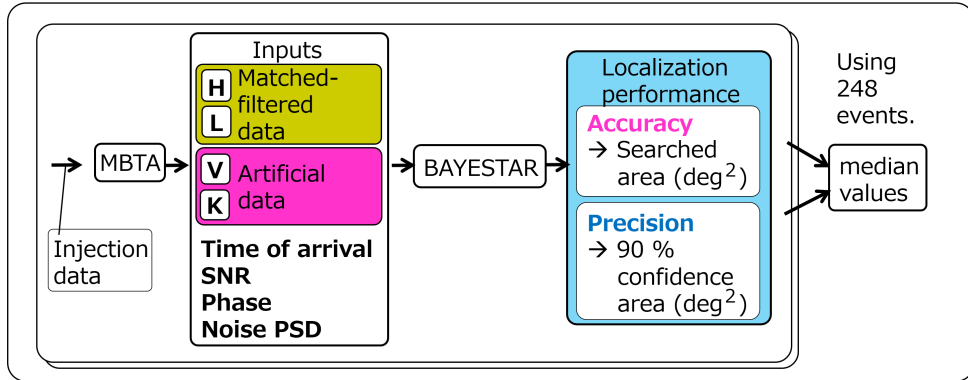 Injection
data
MBTA
Inputs
H
L
Matched-
filtered
data
V
K
Artificial
data
Time of arrival
SNR
Phase
Noise PSD
BAYESTAR
Localization
performance
Accuracy
→ Searched
area (deg²)
Precision
→ 90 %
confidence
area (deg²)
Using
248
events.
median
values